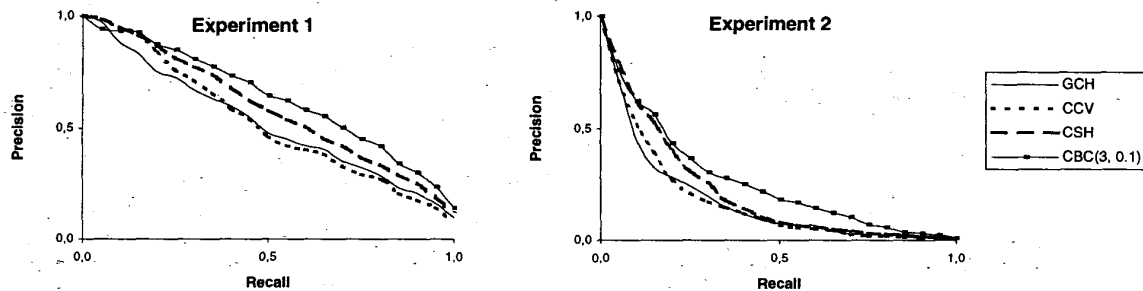 Experiment 1
1,0
0,5
0,0
Precision
0,0
0,5
1,0
Recall
Experiment 2
1,0
0,5
0,0
Precision
0,0
0,5
1,0
Recall
GCH
CCV
CSH
CBC(3, 0.1)